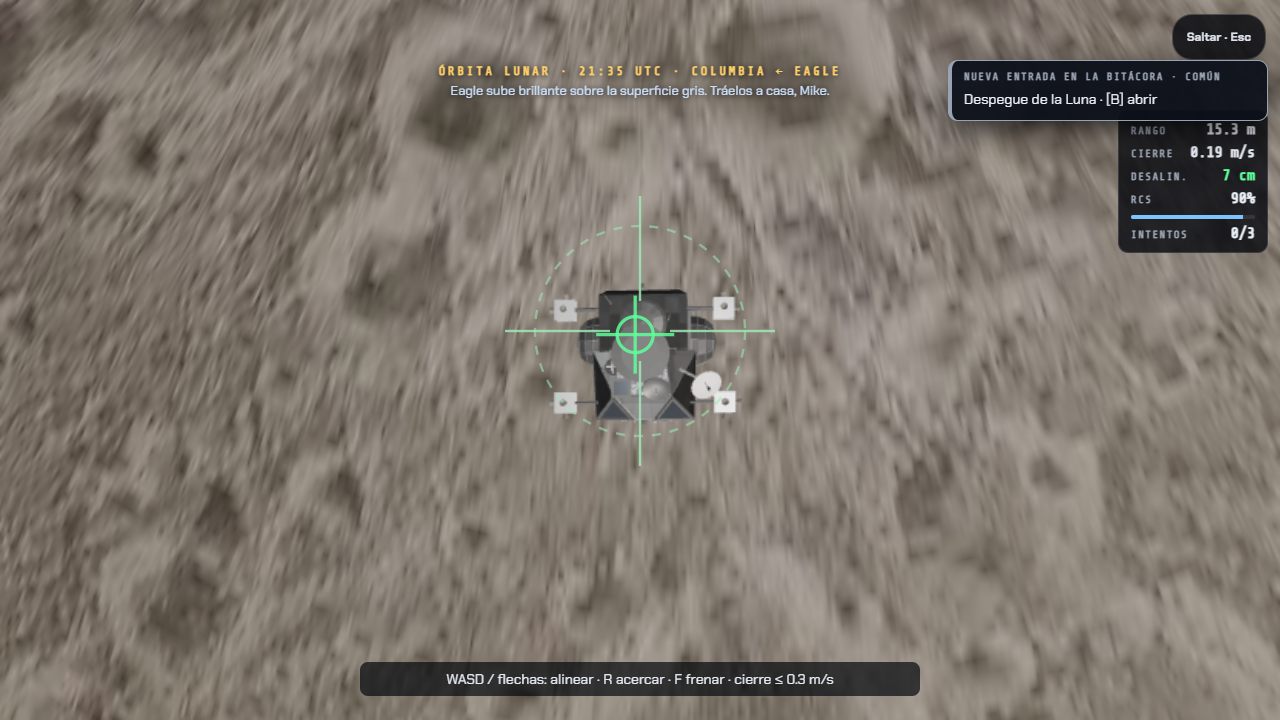 Saltar · Esc
ÓRBITA LUNAR · 21:35 UTC · COLUMBIA ← EAGLE
Eagle sube brillante sobre la superficie gris. Tráelos a casa, Mike.
NUEVA ENTRADA EN LA BITÁCORA · COMÚN
Despegue de la Luna · [B] abrir
RANGO 15.3 m
CIERRE 0.19 m/s
DESALIN. 7 cm
RCS 90%
INTENTOS 0/3
WASD / flechas: alinear · R acercar · F frenar · cierre ≤ 0.3 m/s